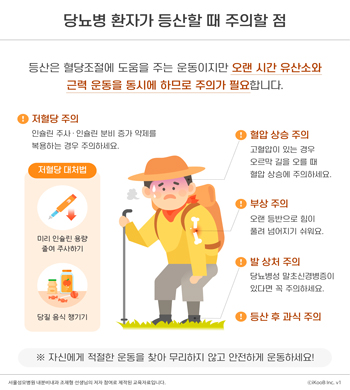 당뇨병 환자가 등산할 때 주의할 점
등산은 혈당조절에 도움을 주는 운동이지만 오랜 시간 유산소와
근력 운동을 동시에 하므로 주의가 필요합니다.
저혈당 주의
인슐린 주사·인슐린 분비 증가 약제를
복용하는 경우 주의하세요.
저혈당 대처법
미리 인슐린 용량
줄여 주사하기
당질 음식 챙기기
혈압 상승 주의
고혈압이 있는 경우
오르막 길을 오를 때
혈압 상승에 주의하세요.
부상 주의
오랜 등반으로 힘이
풀려 넘어지기 쉬워요.
발 상처 주의
당뇨병성 말초신경병증이
있다면 꼭 주의하세요.
등산 후 과식 주의
※ 자신에게 적절한 운동을 찾아 무리하지 않고 안전하게 운동하세요!
서울성모병원 내분비내과 조재형 선생님의 저자 참여로 제작된 교육자료입니다.
ⓒiKooB Inc. v1